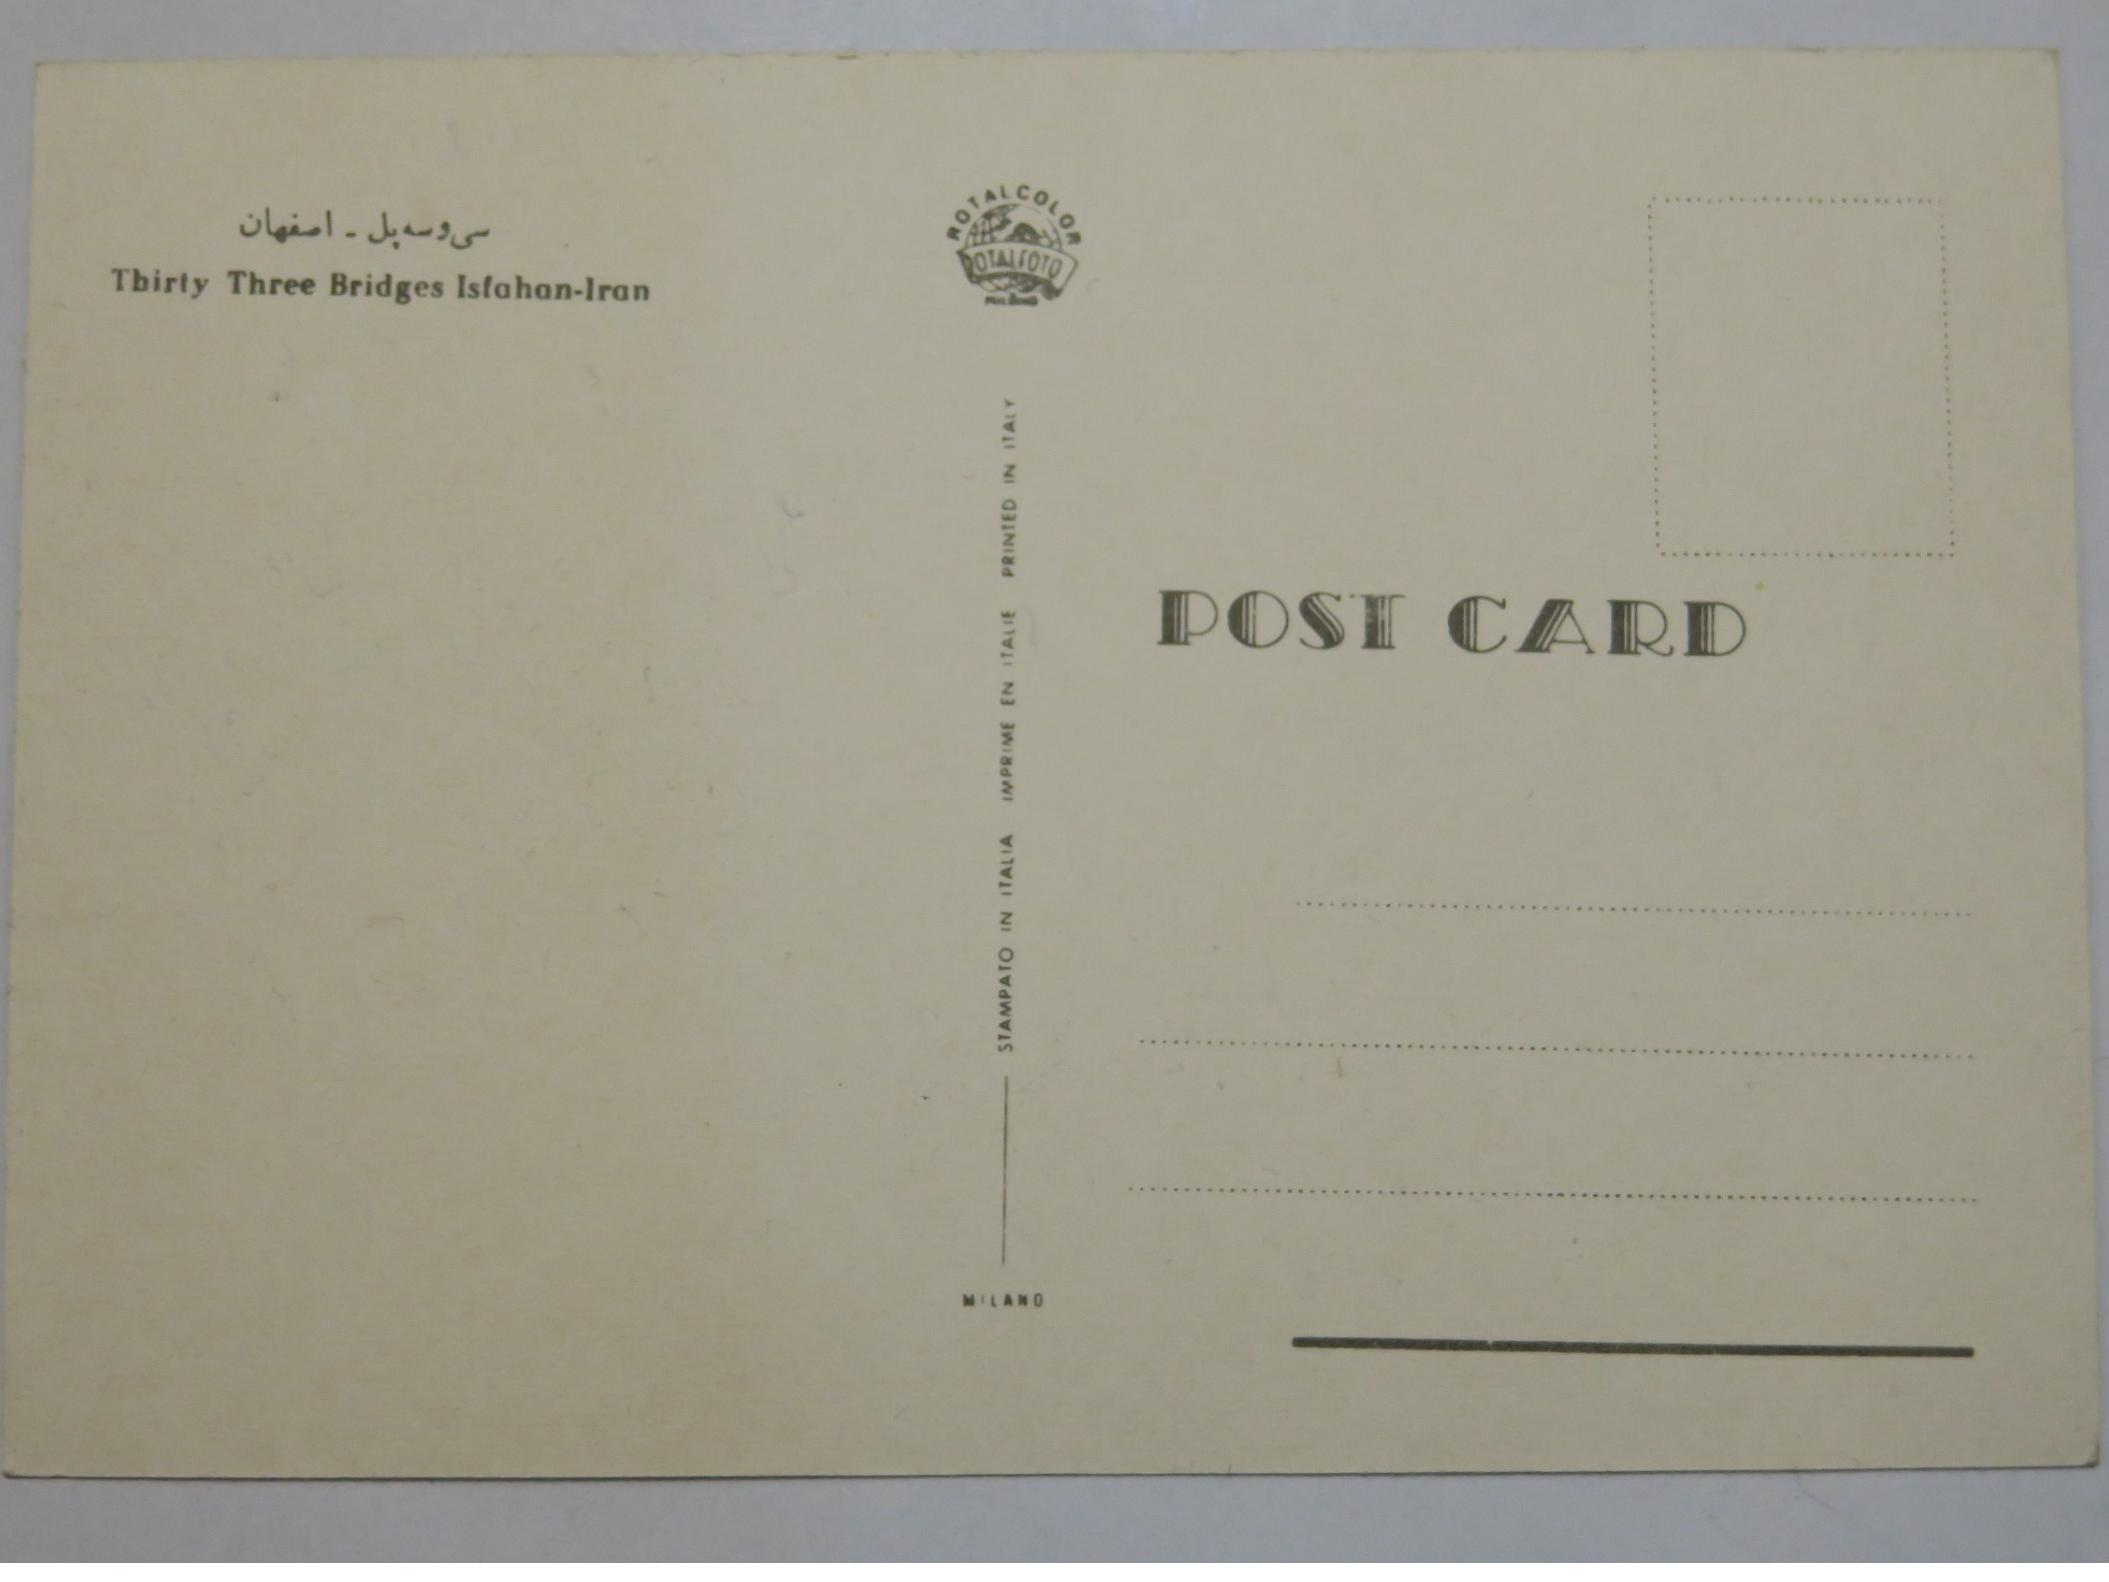 سی‌وسه‌پل - اصفهان
Thirty Three Bridges Isfahan-Iran
ROTALCOLOR
ROTALFOTO
MILANO
STAMPATO IN ITALIA IMPRIME EN ITALIE PRINTED IN ITALY
MILANO
POST CARD